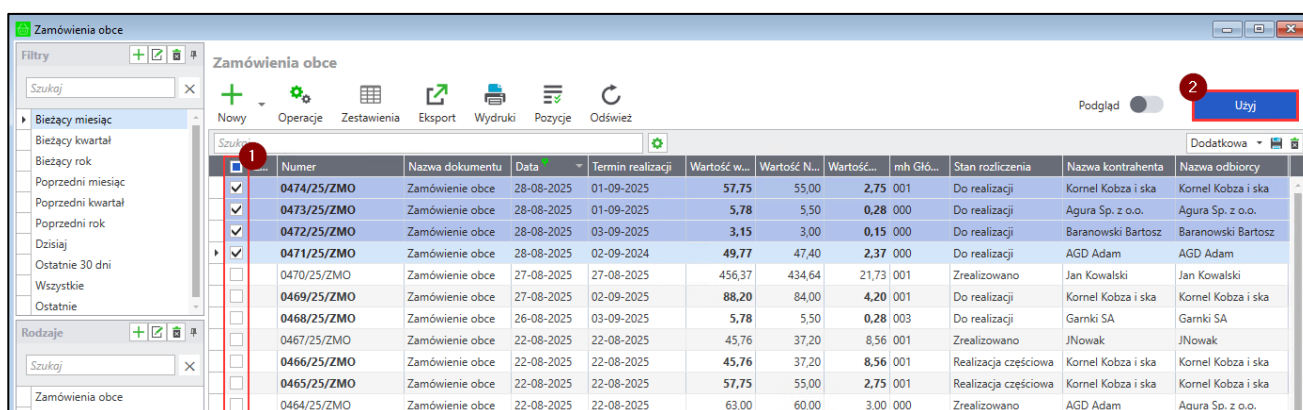 Zamówienia obce
Filtry
Szukaj
Bieżący miesiąc
Bieżący kwartał
Bieżący rok
Poprzedni miesiąc
Poprzedni kwartał
Poprzedni rok
Dzisiaj
Ostatnie 30 dni
Wszystkie
Ostatnie
Rodzaje
Szukaj
Zamówienia obce
Zamówienia obce
Nowy Operacje Zestawienia Eksport Wydruki Pozycje Odśwież Podgląd 2 Użyj
Szukaj Dodatkowa
1 Numer Nazwa dokumentu Data Termin realizacji Wartość w... Wartość N... Wartość... mh Głó... Stan rozliczenia Nazwa kontrahenta Nazwa odbiorcy
0474/25/ZMO Zamówienie obce 28-08-2025 01-09-2025 57,75 55,00 2,75 001 Do realizacji Kornel Kobza i ska Kornel Kobza i ska
0473/25/ZMO Zamówienie obce 28-08-2025 01-09-2025 5,78 5,50 0,28 000 Do realizacji Agura Sp. z o.o. Agura Sp. z o.o.
0472/25/ZMO Zamówienie obce 28-08-2025 03-09-2025 3,15 3,00 0,15 000 Do realizacji Baranowski Bartosz Baranowski Bartosz
0471/25/ZMO Zamówienie obce 28-08-2025 02-09-2024 49,77 47,40 2,37 000 Do realizacji AGD Adam AGD Adam
0470/25/ZMO Zamówienie obce 27-08-2025 27-08-2025 456,37 434,64 21,73 001 Zrealizowano Jan Kowalski Jan Kowalski
0469/25/ZMO Zamówienie obce 27-08-2025 02-09-2025 88,20 84,00 4,20 001 Do realizacji Kornel Kobza i ska Kornel Kobza i ska
0468/25/ZMO Zamówienie obce 26-08-2025 03-09-2025 5,78 5,50 0,28 003 Do realizacji Garnki SA Garnki SA
0467/25/ZMO Zamówienie obce 22-08-2025 22-08-2025 45,76 37,20 8,56 001 Zrealizowano JNowak JNowak
0466/25/ZMO Zamówienie obce 22-08-2025 22-08-2025 45,76 37,20 8,56 001 Realizacja częściowa Kornel Kobza i ska Kornel Kobza i ska
0465/25/ZMO Zamówienie obce 22-08-2025 22-08-2025 57,75 55,00 2,75 001 Realizacja częściowa Kornel Kobza i ska Kornel Kobza i ska
0464/25/ZMO Zamówienie obce 22-08-2025 22-08-2025 63,00 60,00 3,00 000 Zrealizowano AGD Adam Agura Sp. z o.o.